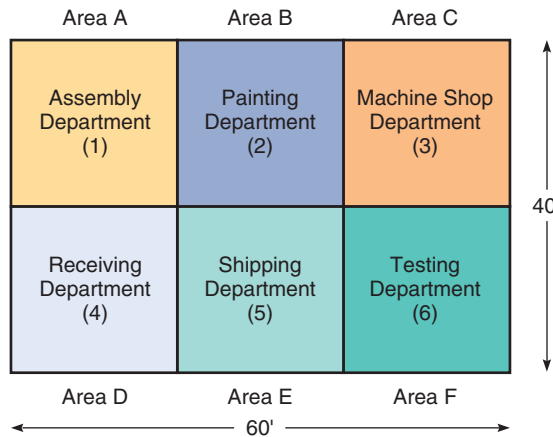 Area A Area B Area C
Assembly Department (1)
Painting Department (2)
Machine Shop Department (3)
40
Receiving Department (4)
Shipping Department (5)
Testing Department (6)
Area D Area E Area F
60'